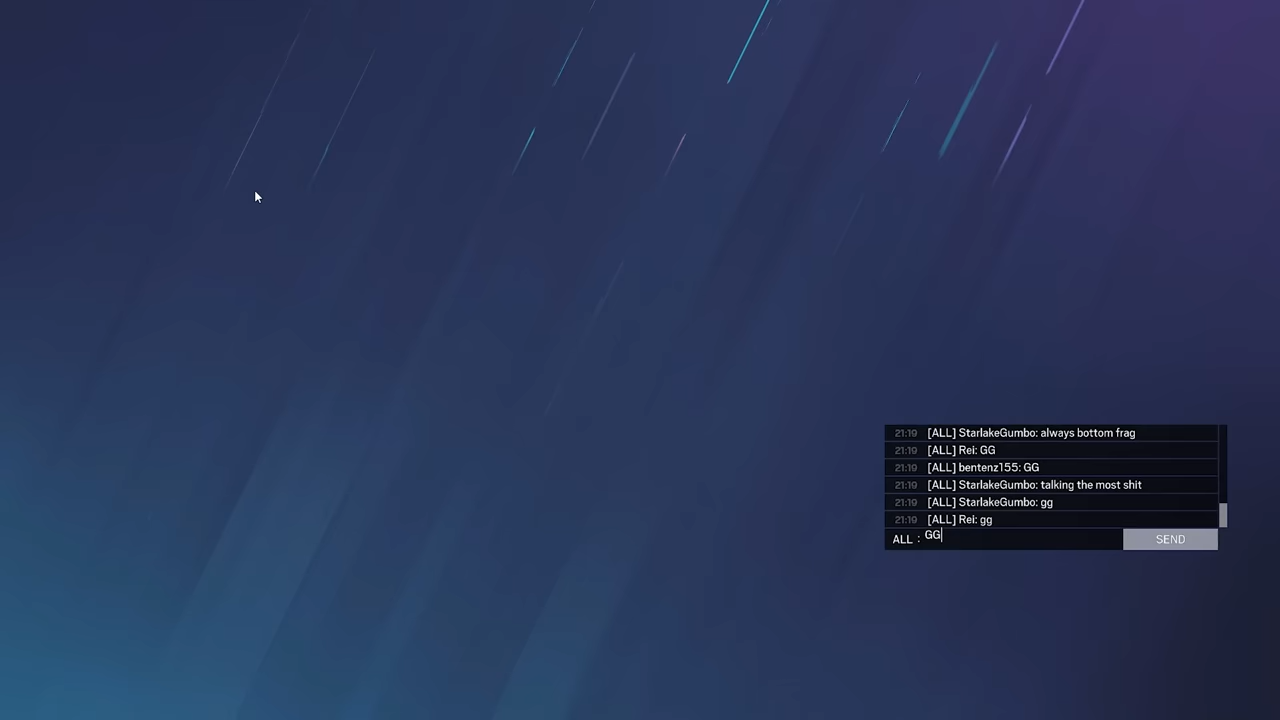 21:19 [ALL] StarlakeGumbo: always bottom frag
21:19 [ALL] Rei: GG
21:19 [ALL] bentenz155: GG
21:19 [ALL] StarlakeGumbo: talking the most shit
21:19 [ALL] StarlakeGumbo: gg
21:19 [ALL] Rei: gg
ALL : GG SEND